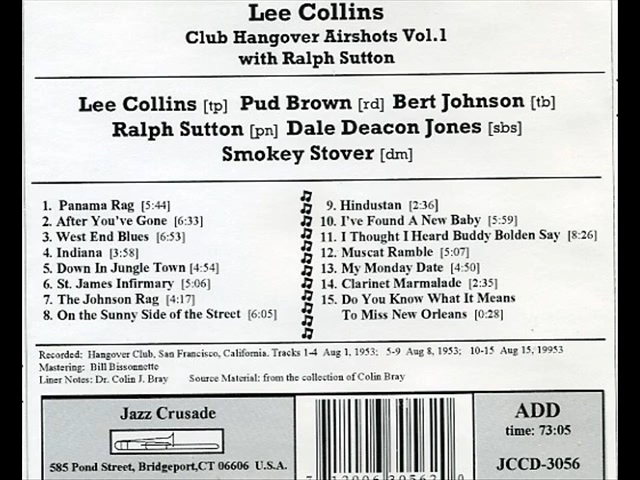 Lee Collins
Club Hangover Airshots Vol.1
with Ralph Sutton
Lee Collins [tp] Pud Brown [rd] Bert Johnson [tb]
Ralph Sutton [pn] Dale Deacon Jones [sbs]
Smokey Stover [dm]
1. Panama Rag [5:44]
2. After You've Gone [6:33]
3. West End Blues [6:53]
4. Indiana [3:58]
5. Down In Jungle Town [4:54]
6. St. James Infirmary [5:06]
7. The Johnson Rag [4:17]
8. On the Sunny Side of the Street [6:05]
9. Hindustan [2:36]
10. I've Found A New Baby [5:59]
11. I Thought I Heard Buddy Bolden Say [8:26]
12. Muscat Ramble [5:07]
13. My Monday Date [4:50]
14. Clarinet Marmalade [2:35]
15. Do You Know What It Means
To Miss New Orleans [0:28]
Recorded: Hangover Club, San Francisco, California. Tracks 1-4 Aug 1, 1953; 5-9 Aug 8, 1953; 10-15 Aug 15, 19953
Mastering: Bill Bissonnette
Liner Notes: Dr. Colin J. Bray Source Material: from the collection of Colin Bray
Jazz Crusade
585 Pond Street, Bridgeport,CT 06606 U.S.A.
ADD
time: 73:05
JCCD-3056